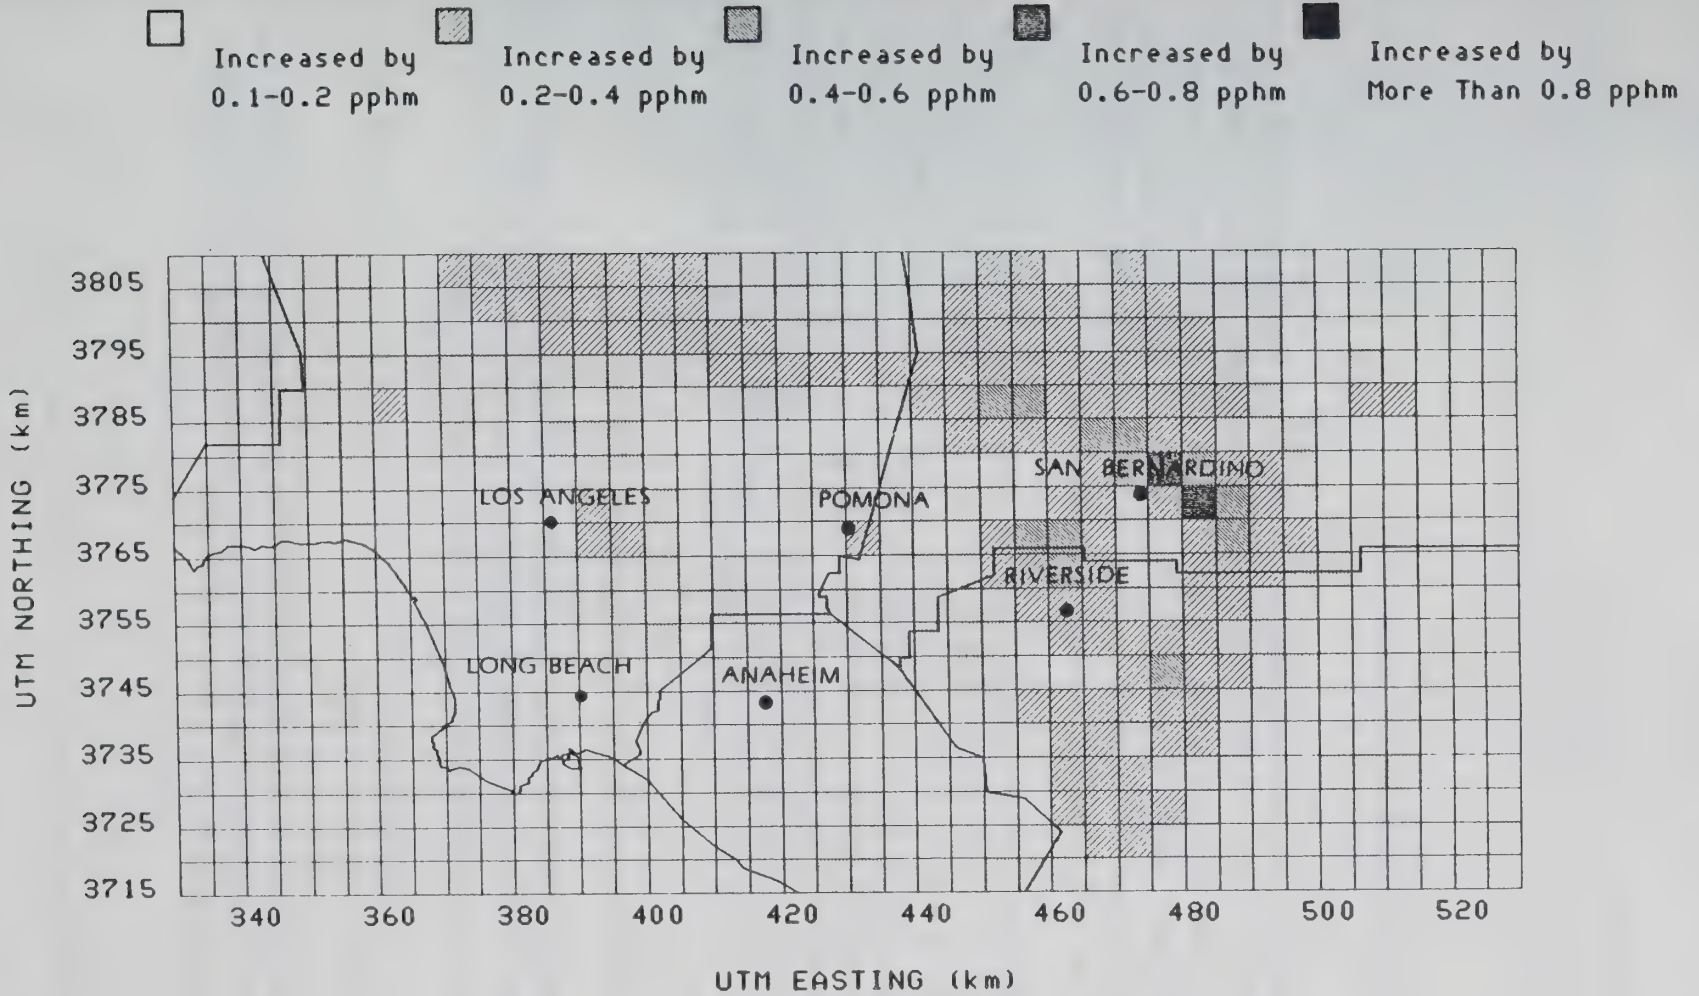 Increased by
0.1-0.2 pphm
Increased by
0.2-0.4 pphm
Increased by
0.4-0.6 pphm
Increased by
0.6-0.8 pphm
Increased by
More Than 0.8 pphm
UTM NORTHING (km)
3805
3795
3785
3775
3765
3755
3745
3735
3725
3715
SAN BERNARDINO
LOS ANGELES
POMONA
RIVERSIDE
LONG BEACH
ANAHEIM
340 360 380 400 420 440 460 480 500 520
UTM EASTING (km)